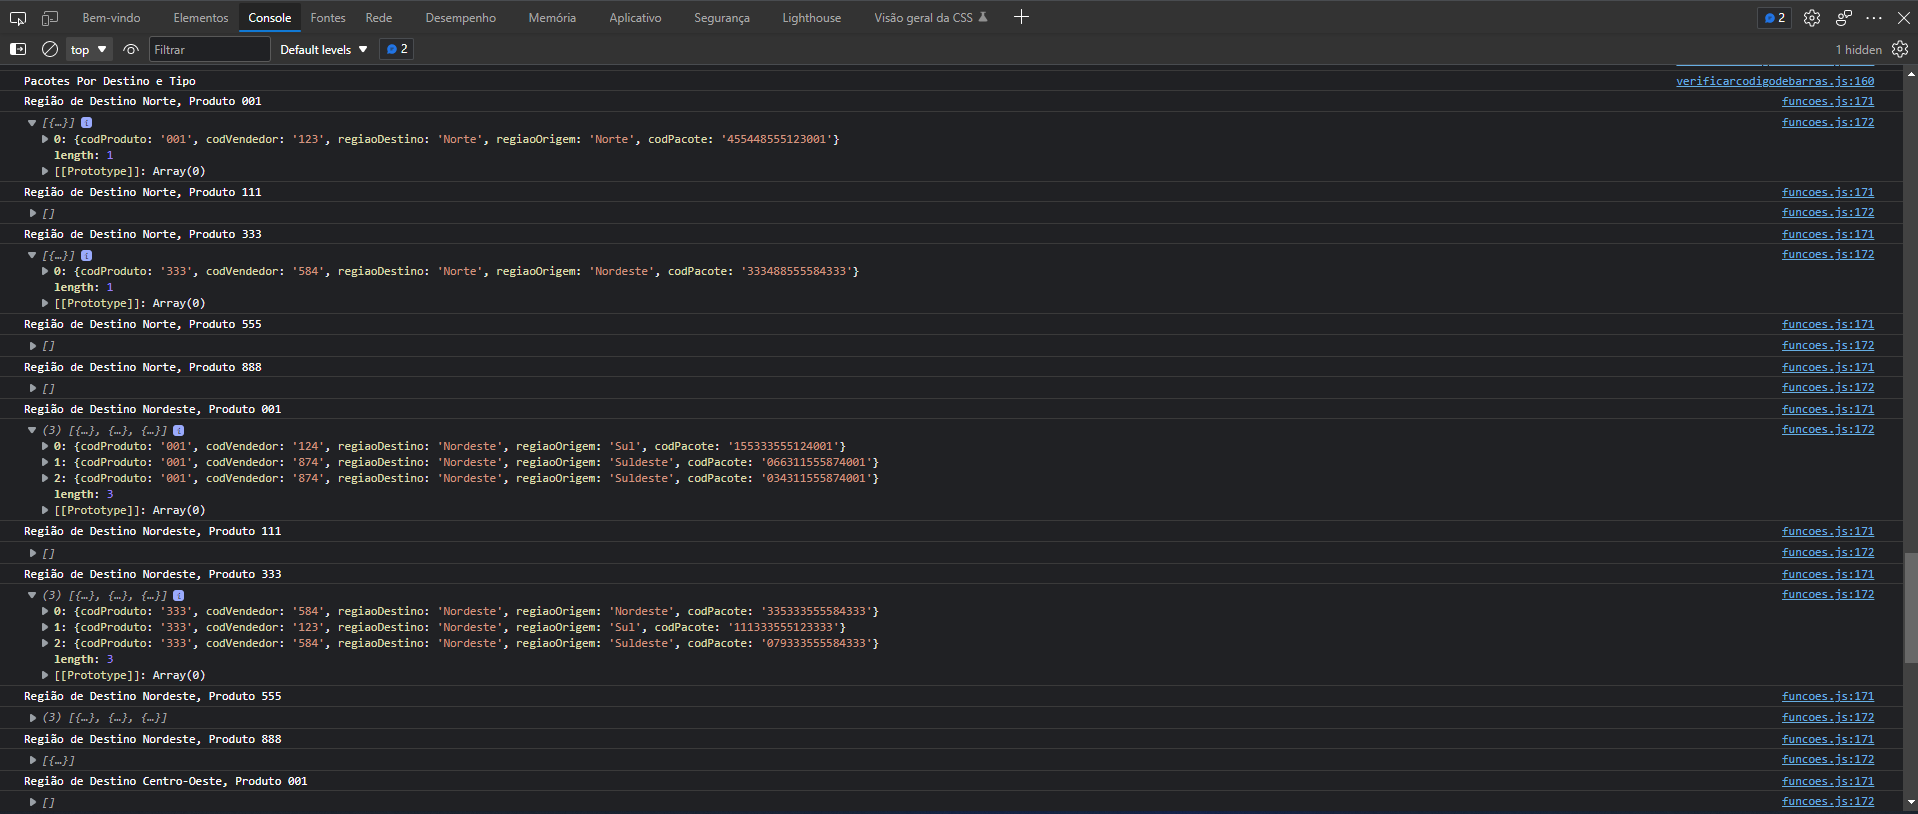 Bem-vindo Elementos Console Fontes Rede Desempenho Memória Aplicativo Segurança Lighthouse Visão geral da CSS 2
top Filtrar Default levels 2 1 hidden
Pacotes Por Destino e Tipo verificarcodigodebarras.js:160
Região de Destino Norte, Produto 001 funcoes.js:171
[{…}] i funcoes.js:172
0: {codProduto: '001', codVendedor: '123', regiaoDestino: 'Norte', regiaoOrigem: 'Norte', codPacote: '455448555123001'}
length: 1
[[Prototype]]: Array(0)
Região de Destino Norte, Produto 111 funcoes.js:171
[] funcoes.js:172
Região de Destino Norte, Produto 333 funcoes.js:171
[{…}] i funcoes.js:172
0: {codProduto: '333', codVendedor: '584', regiaoDestino: 'Norte', regiaoOrigem: 'Nordeste', codPacote: '333488555584333'}
length: 1
[[Prototype]]: Array(0)
Região de Destino Norte, Produto 555 funcoes.js:171
[] funcoes.js:172
Região de Destino Norte, Produto 888 funcoes.js:171
[] funcoes.js:172
Região de Destino Nordeste, Produto 001 funcoes.js:171
(3) [{…}, {…}, {…}] i funcoes.js:172
0: {codProduto: '001', codVendedor: '124', regiaoDestino: 'Nordeste', regiaoOrigem: 'Sul', codPacote: '155333555124001'}
1: {codProduto: '001', codVendedor: '874', regiaoDestino: 'Nordeste', regiaoOrigem: 'Suldeste', codPacote: '066311555874001'}
2: {codProduto: '001', codVendedor: '874', regiaoDestino: 'Nordeste', regiaoOrigem: 'Suldeste', codPacote: '034311555874001'}
length: 3
[[Prototype]]: Array(0)
Região de Destino Nordeste, Produto 111 funcoes.js:171
[] funcoes.js:172
Região de Destino Nordeste, Produto 333 funcoes.js:171
(3) [{…}, {…}, {…}] i funcoes.js:172
0: {codProduto: '333', codVendedor: '584', regiaoDestino: 'Nordeste', regiaoOrigem: 'Nordeste', codPacote: '335333555584333'}
1: {codProduto: '333', codVendedor: '123', regiaoDestino: 'Nordeste', regiaoOrigem: 'Sul', codPacote: '111333555123333'}
2: {codProduto: '333', codVendedor: '584', regiaoDestino: 'Nordeste', regiaoOrigem: 'Suldeste', codPacote: '079333555584333'}
length: 3
[[Prototype]]: Array(0)
Região de Destino Nordeste, Produto 555 funcoes.js:171
(3) [{…}, {…}, {…}] funcoes.js:172
Região de Destino Nordeste, Produto 888 funcoes.js:171
[{…}] funcoes.js:172
Região de Destino Centro-Oeste, Produto 001 funcoes.js:171
[] funcoes.js:172